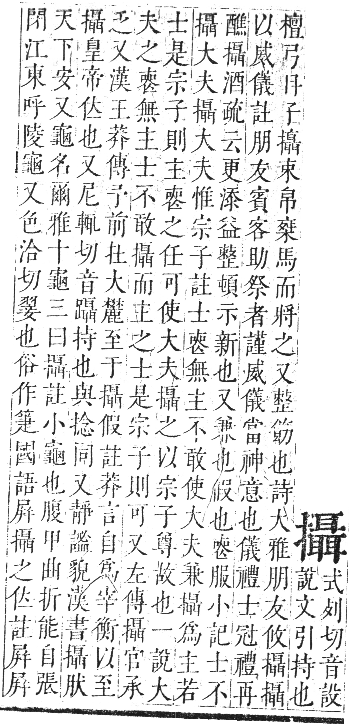 攝
式列切音設
說文引持也
檀弓冉子攝束帛椉馬而將之又整飭也詩大雅朋友攸攝攝
以威儀註朋友賓客助祭者謹威儀當神意也儀禮士冠禮再
醮攝酒疏云更添益整頓示新也又兼也假也喪服小記士不
攝大夫攝大夫惟宗子註士喪無主不敢使大夫兼攝爲主若
士是宗子則主喪之任可使大夫攝之以宗子尊故也一說大
夫之喪無主士不敢攝而主之士是宗子則可又左傳攝官承
乏又漢王莽傳予前在大麓至于攝假註莽言自爲宰衡以至
攝皇帝位也又尼輒切音躡持也與捻同又靜謐貌漢書攝肰
天下安又龜名爾雅十龜三曰攝註小龜也腹甲曲折能自張
閉江東呼陵龜又色洽切翣也俗作箑國語屏攝之位註屏屏